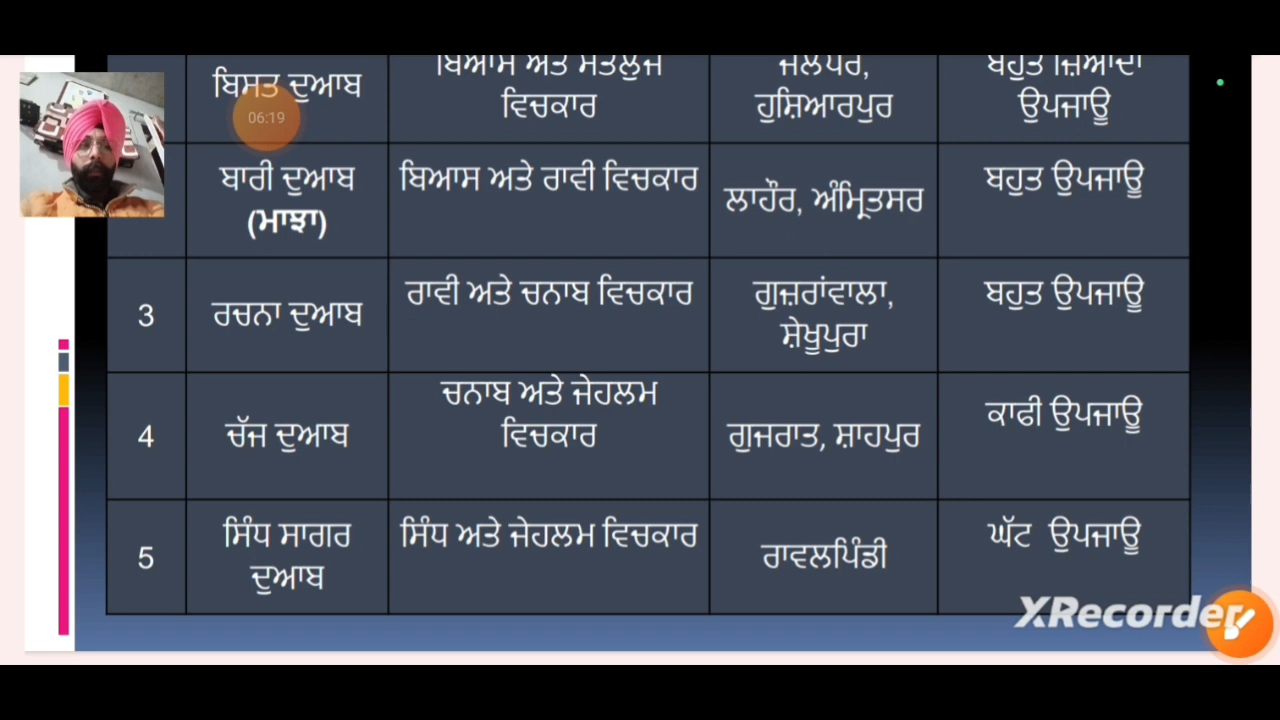 ਬਿਸਤ ਦੁਆਬ
ਬਿਆਸ ਅਤੇ ਸਤਲੁਜ
ਵਿਚਕਾਰ
ਜਲੰਧਰ,
ਹੁਸ਼ਿਆਰਪੁਰ
ਬਹੁਤ ਜ਼ਿਆਦਾ
ਉਪਜਾਊ
06:19
ਬਾਰੀ ਦੁਆਬ
(ਮਾਝਾ)
ਬਿਆਸ ਅਤੇ ਰਾਵੀ ਵਿਚਕਾਰ
ਲਾਹੌਰ, ਅੰਮ੍ਰਿਤਸਰ
ਬਹੁਤ ਉਪਜਾਊ
3
ਰਚਨਾ ਦੁਆਬ
ਰਾਵੀ ਅਤੇ ਚਨਾਬ ਵਿਚਕਾਰ
ਗੁਜ਼ਰਾਂਵਾਲਾ,
ਸ਼ੇਖੂਪੁਰਾ
ਬਹੁਤ ਉਪਜਾਊ
4
ਚੱਜ ਦੁਆਬ
ਚਨਾਬ ਅਤੇ ਜੇਹਲਮ
ਵਿਚਕਾਰ
ਗੁਜਰਾਤ, ਸ਼ਾਹਪੁਰ
ਕਾਫੀ ਉਪਜਾਊ
5
ਸਿੰਧ ਸਾਗਰ
ਦੁਆਬ
ਸਿੰਧ ਅਤੇ ਜੇਹਲਮ ਵਿਚਕਾਰ
ਰਾਵਲਪਿੰਡੀ
ਘੱਟ ਉਪਜਾਊ
XRecorder